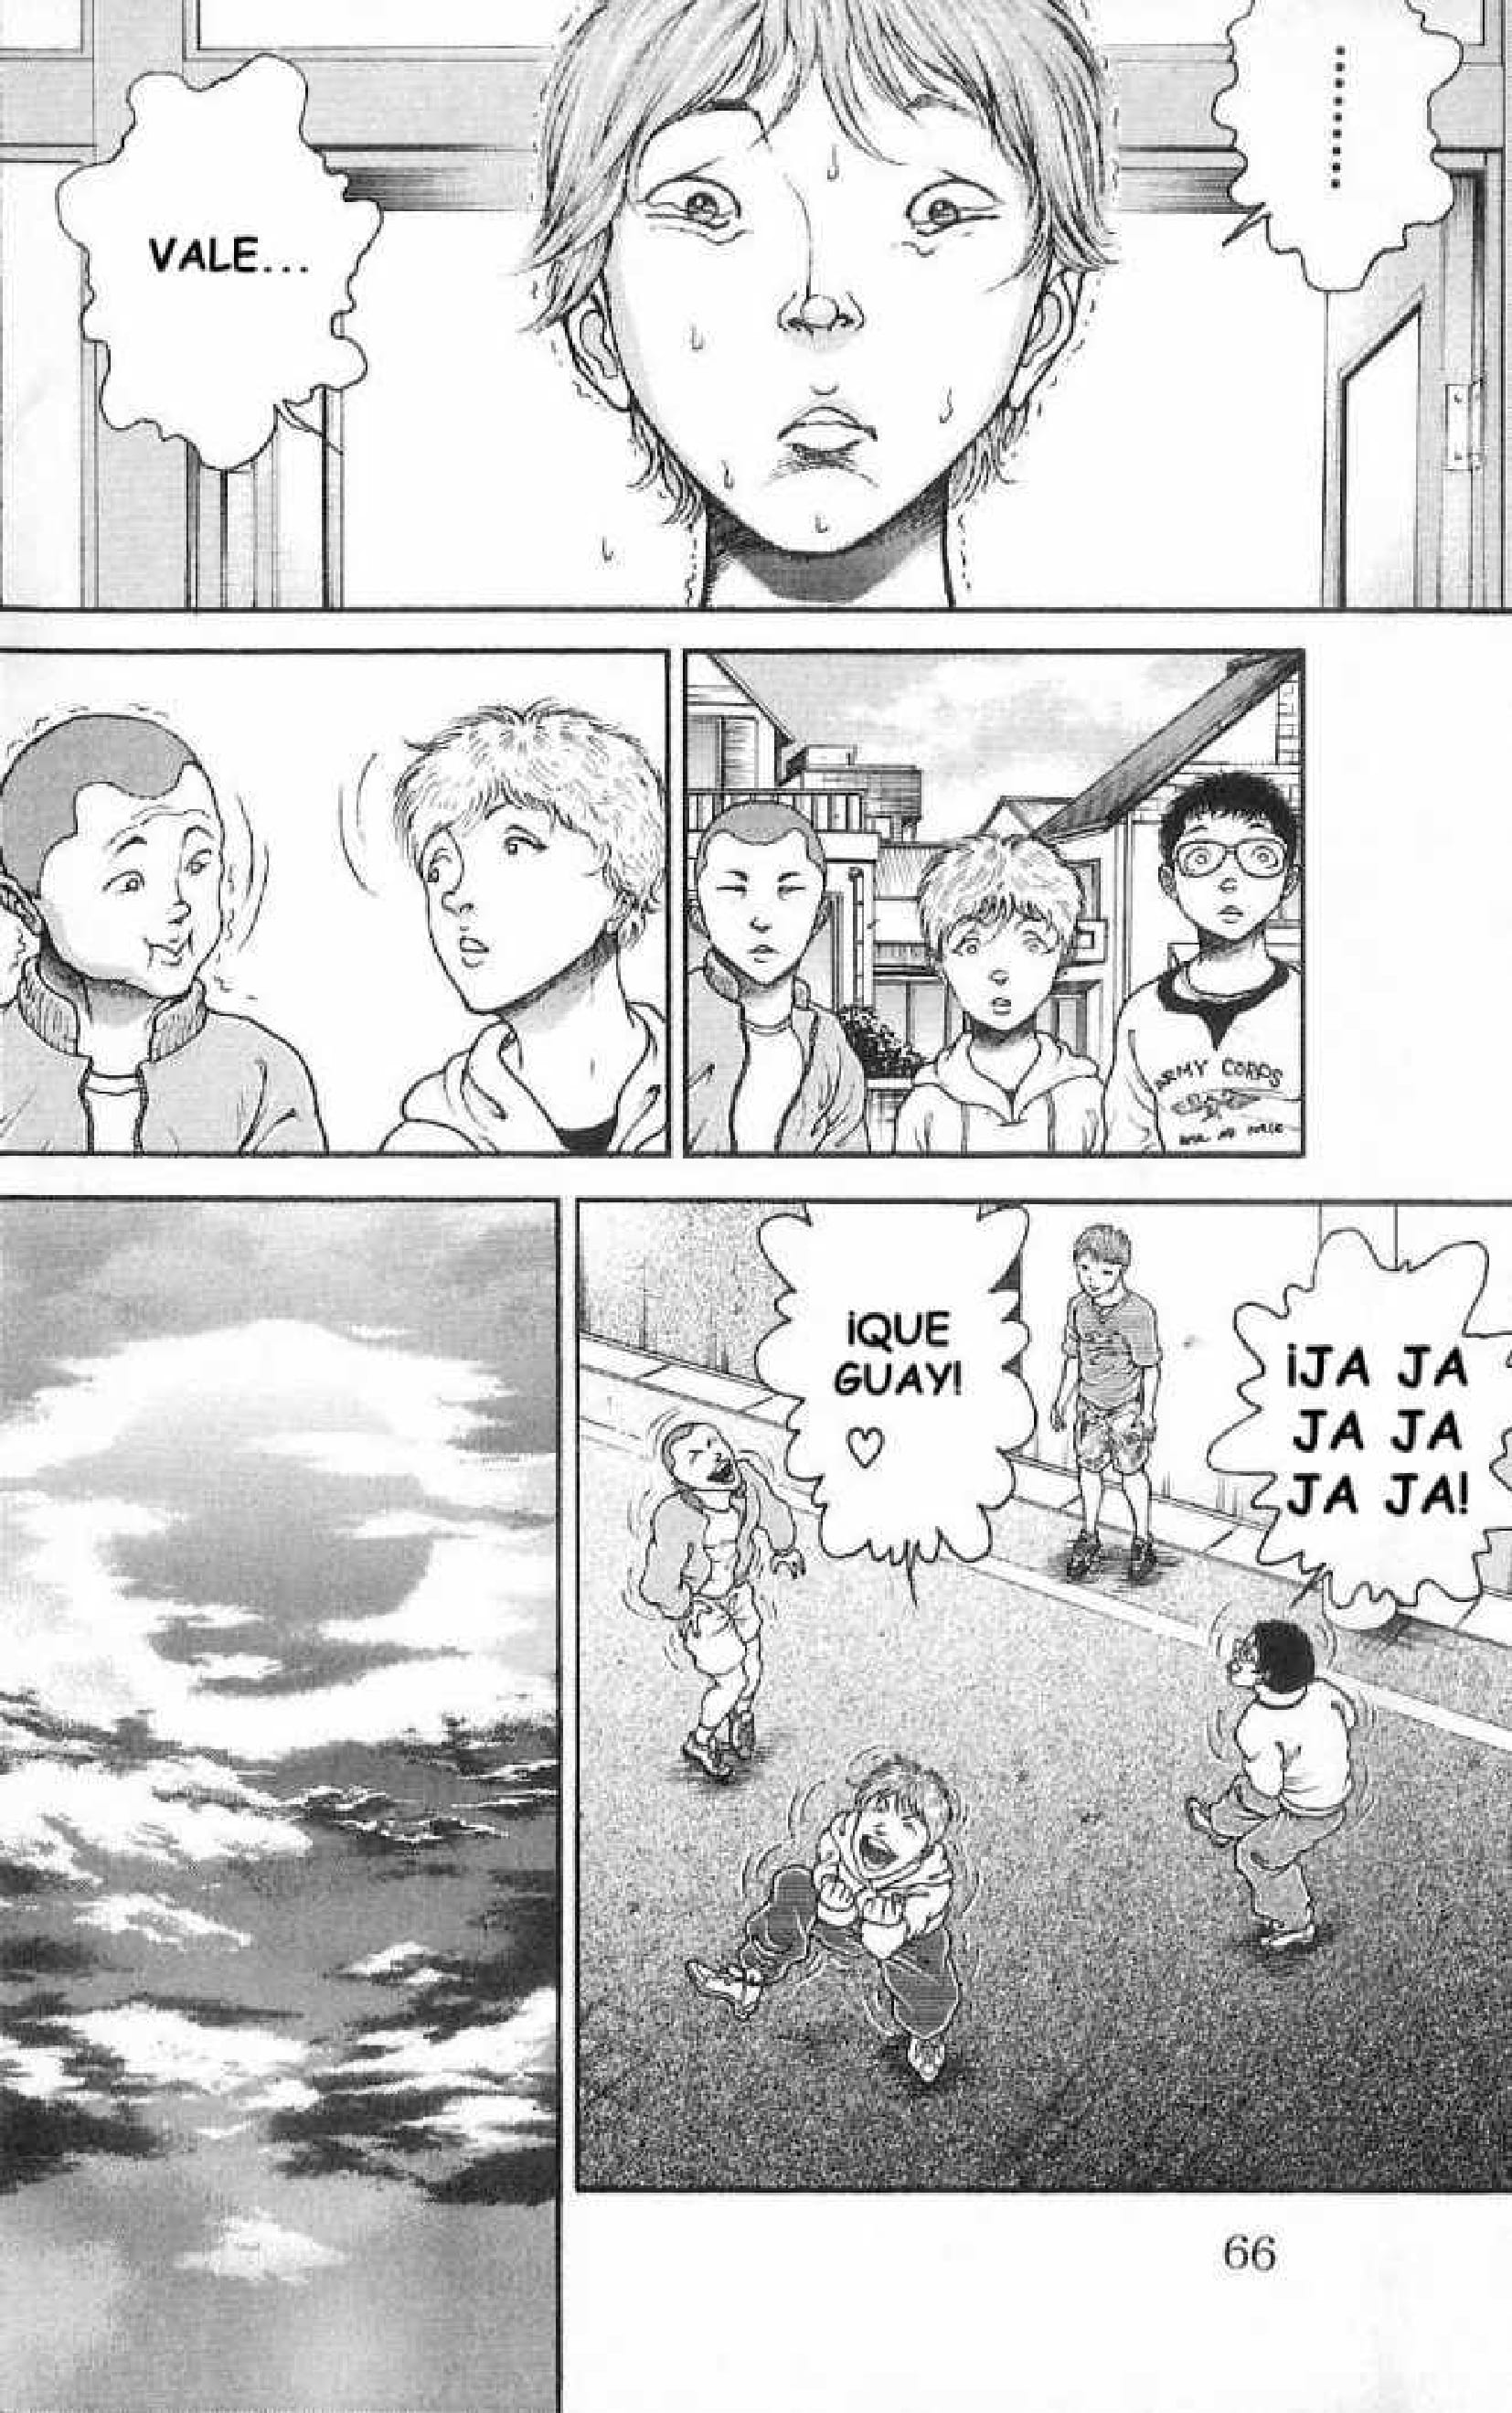 .........
VALE...
ARMY CORPS
¡JA JA
JA JA
JA JA!
¡QUE
GUAY!
♡
66